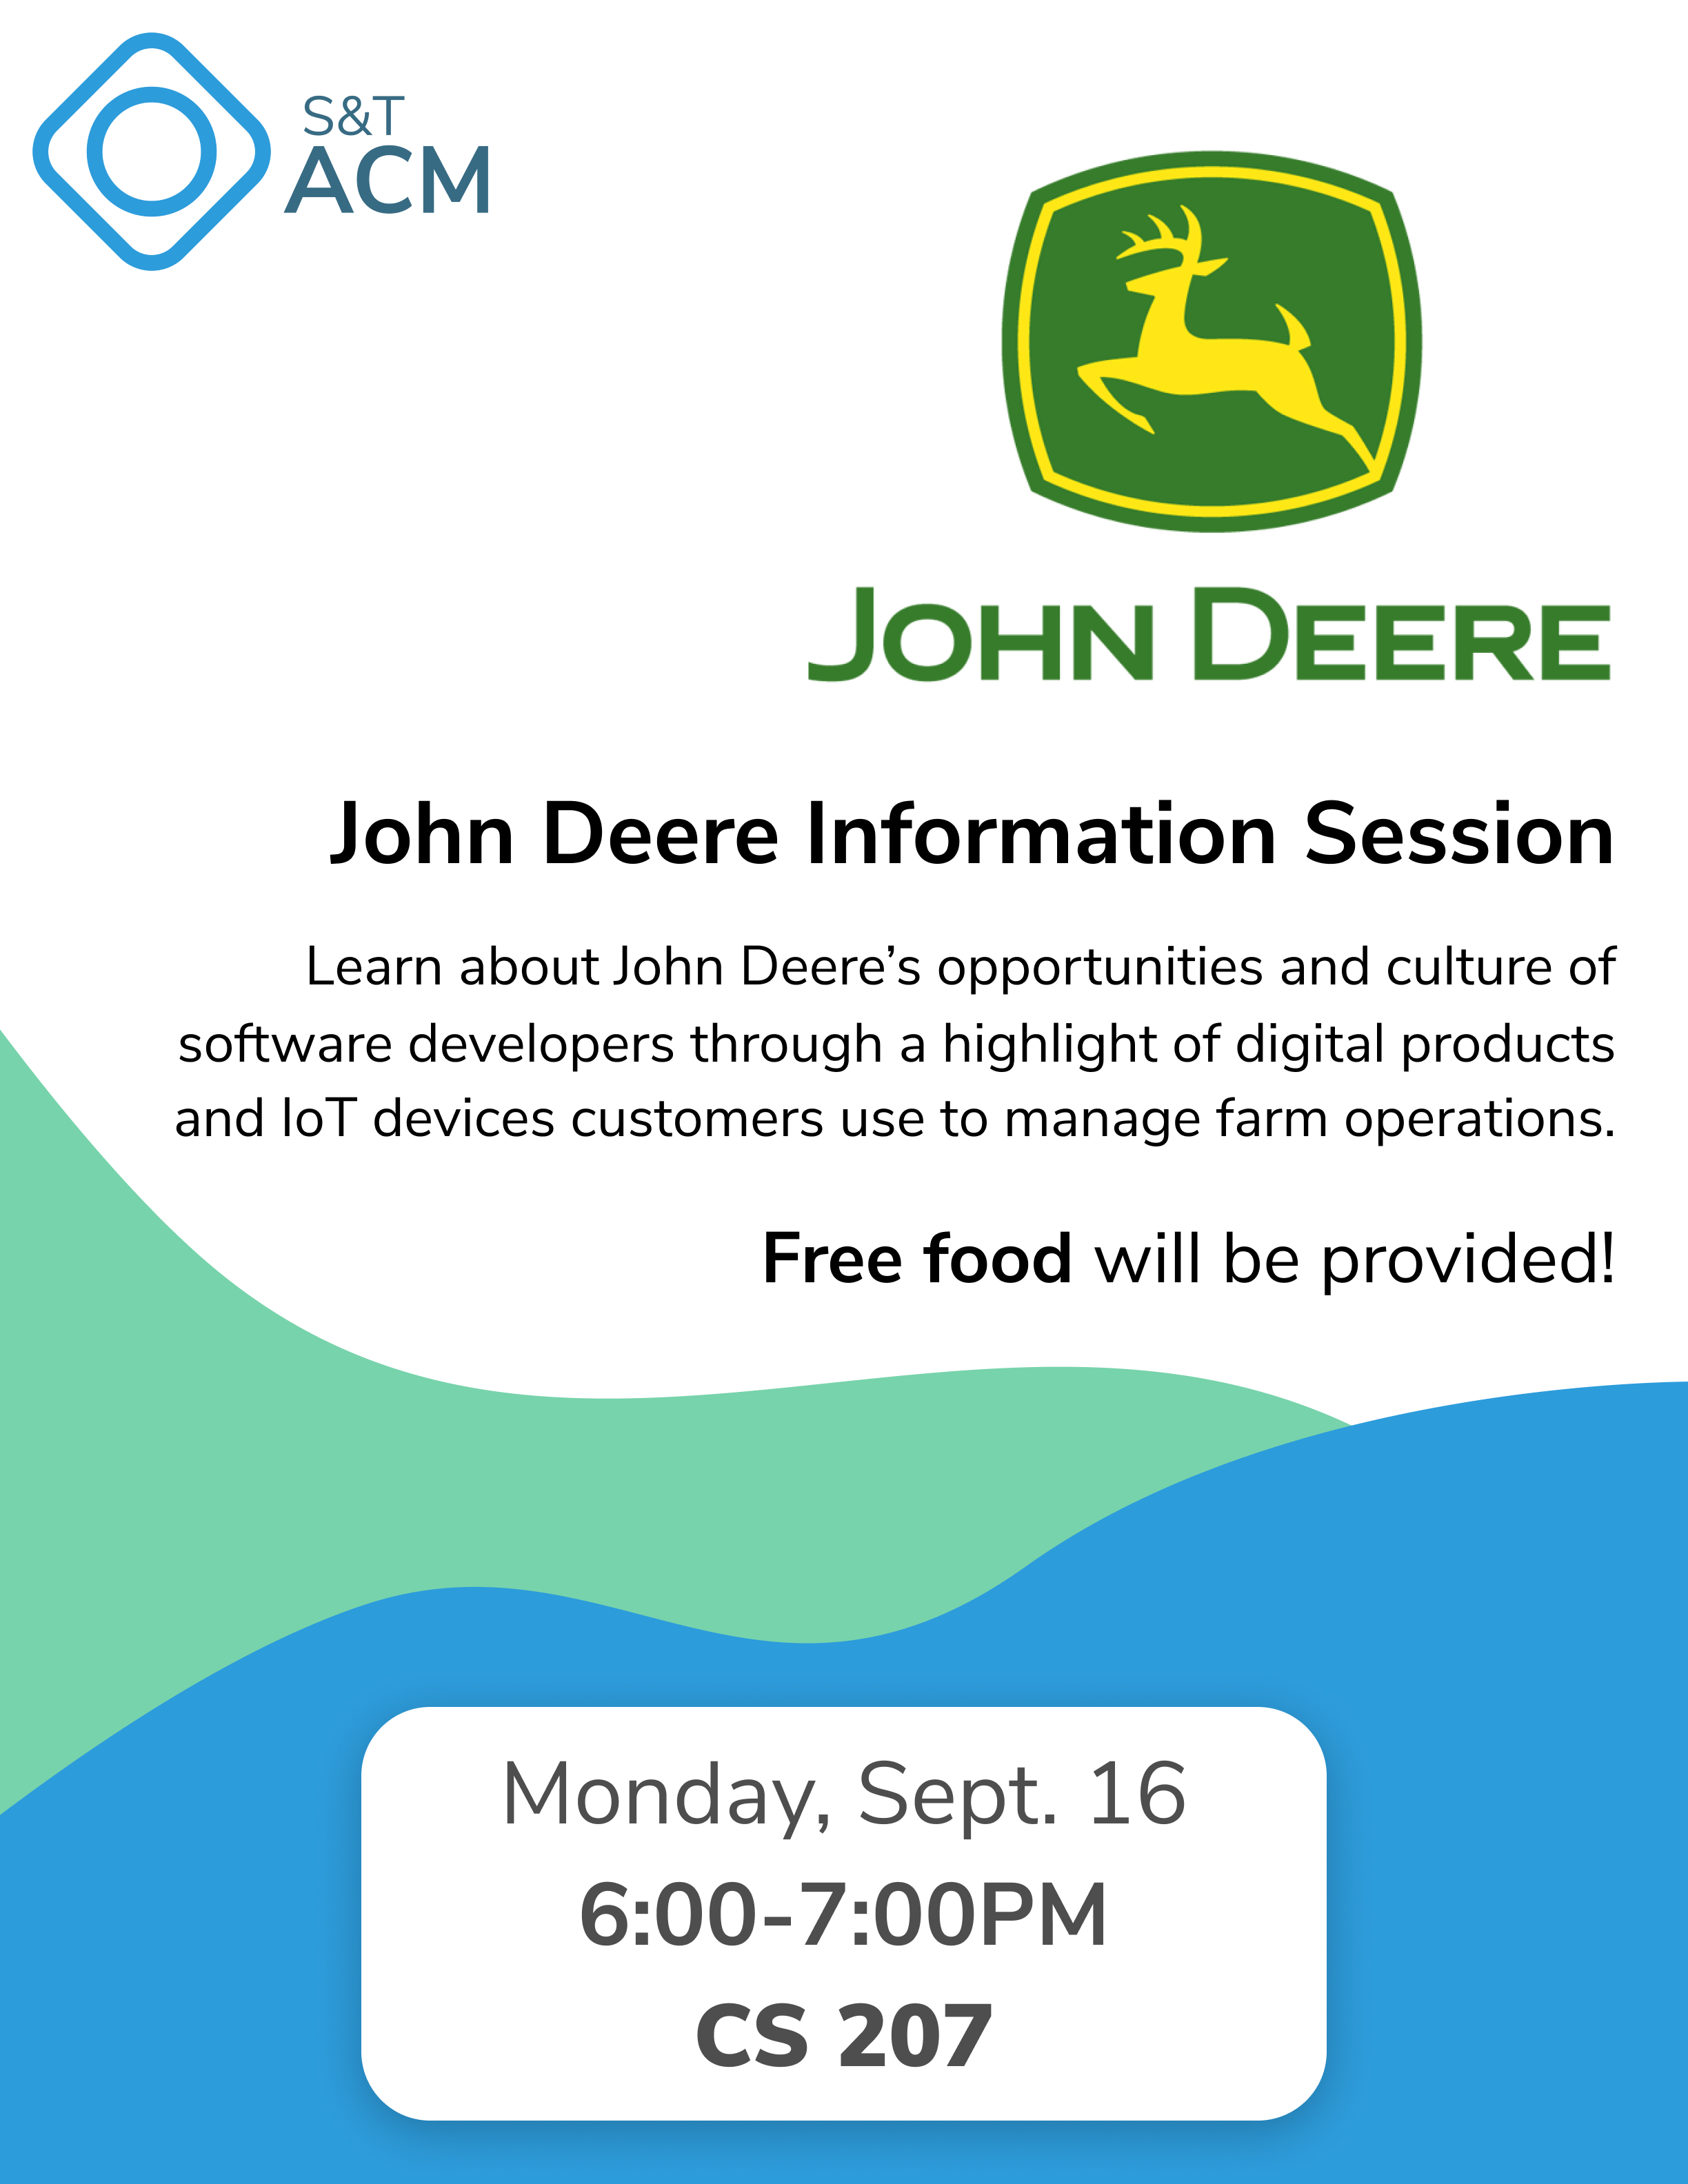 S&T
ACM
JOHN DEERE
John Deere Information Session
Learn about John Deere’s opportunities and culture of
software developers through a highlight of digital products
and IoT devices customers use to manage farm operations.
Free food will be provided!
Monday, Sept. 16
6:00-7:00PM
CS 207